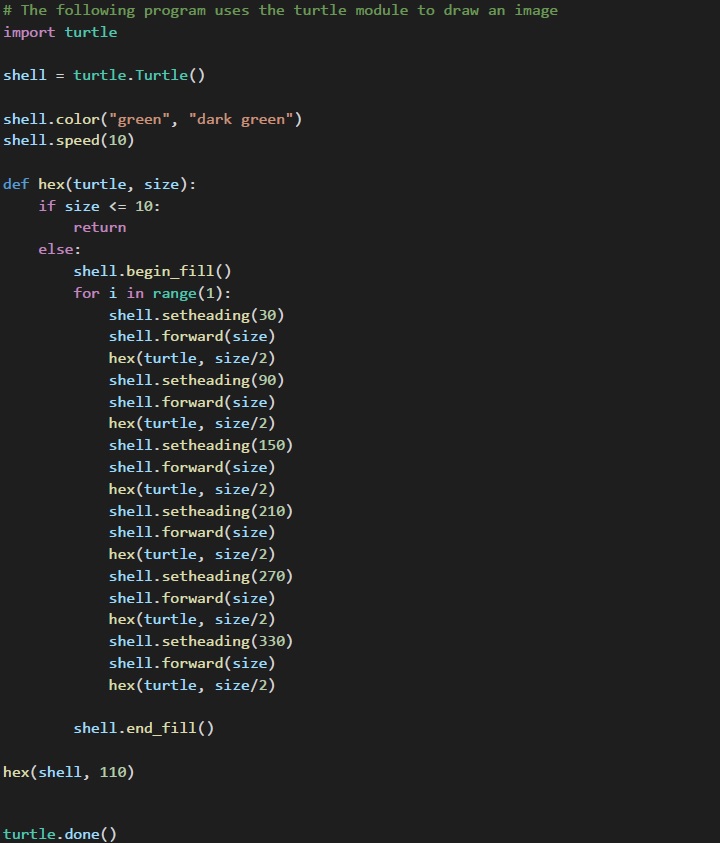 # The following program uses the turtle module to draw an image
import turtle

shell = turtle.Turtle()

shell.color("green", "dark green")
shell.speed(10)

def hex(turtle, size):
    if size <= 10:
        return
    else:
        shell.begin_fill()
        for i in range(1):
            shell.setheading(30)
            shell.forward(size)
            hex(turtle, size/2)
            shell.setheading(90)
            shell.forward(size)
            hex(turtle, size/2)
            shell.setheading(150)
            shell.forward(size)
            hex(turtle, size/2)
            shell.setheading(210)
            shell.forward(size)
            hex(turtle, size/2)
            shell.setheading(270)
            shell.forward(size)
            hex(turtle, size/2)
            shell.setheading(330)
            shell.forward(size)
            hex(turtle, size/2)

        shell.end_fill()

hex(shell, 110)


turtle.done()